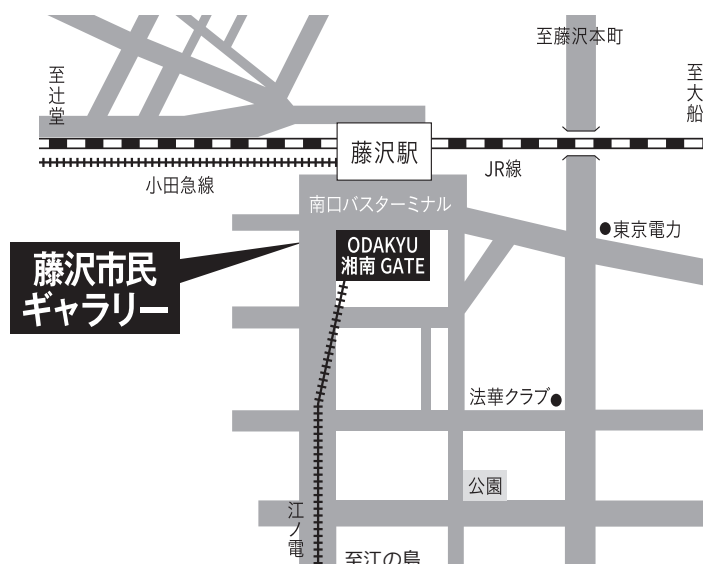 至藤沢本町
至辻堂
至大船
藤沢駅
JR線
小田急線
南口バスターミナル
東京電力
ODAKYU
湘南 GATE
藤沢市民
ギャラリー
法華クラブ
公園
江ノ電
至江の島